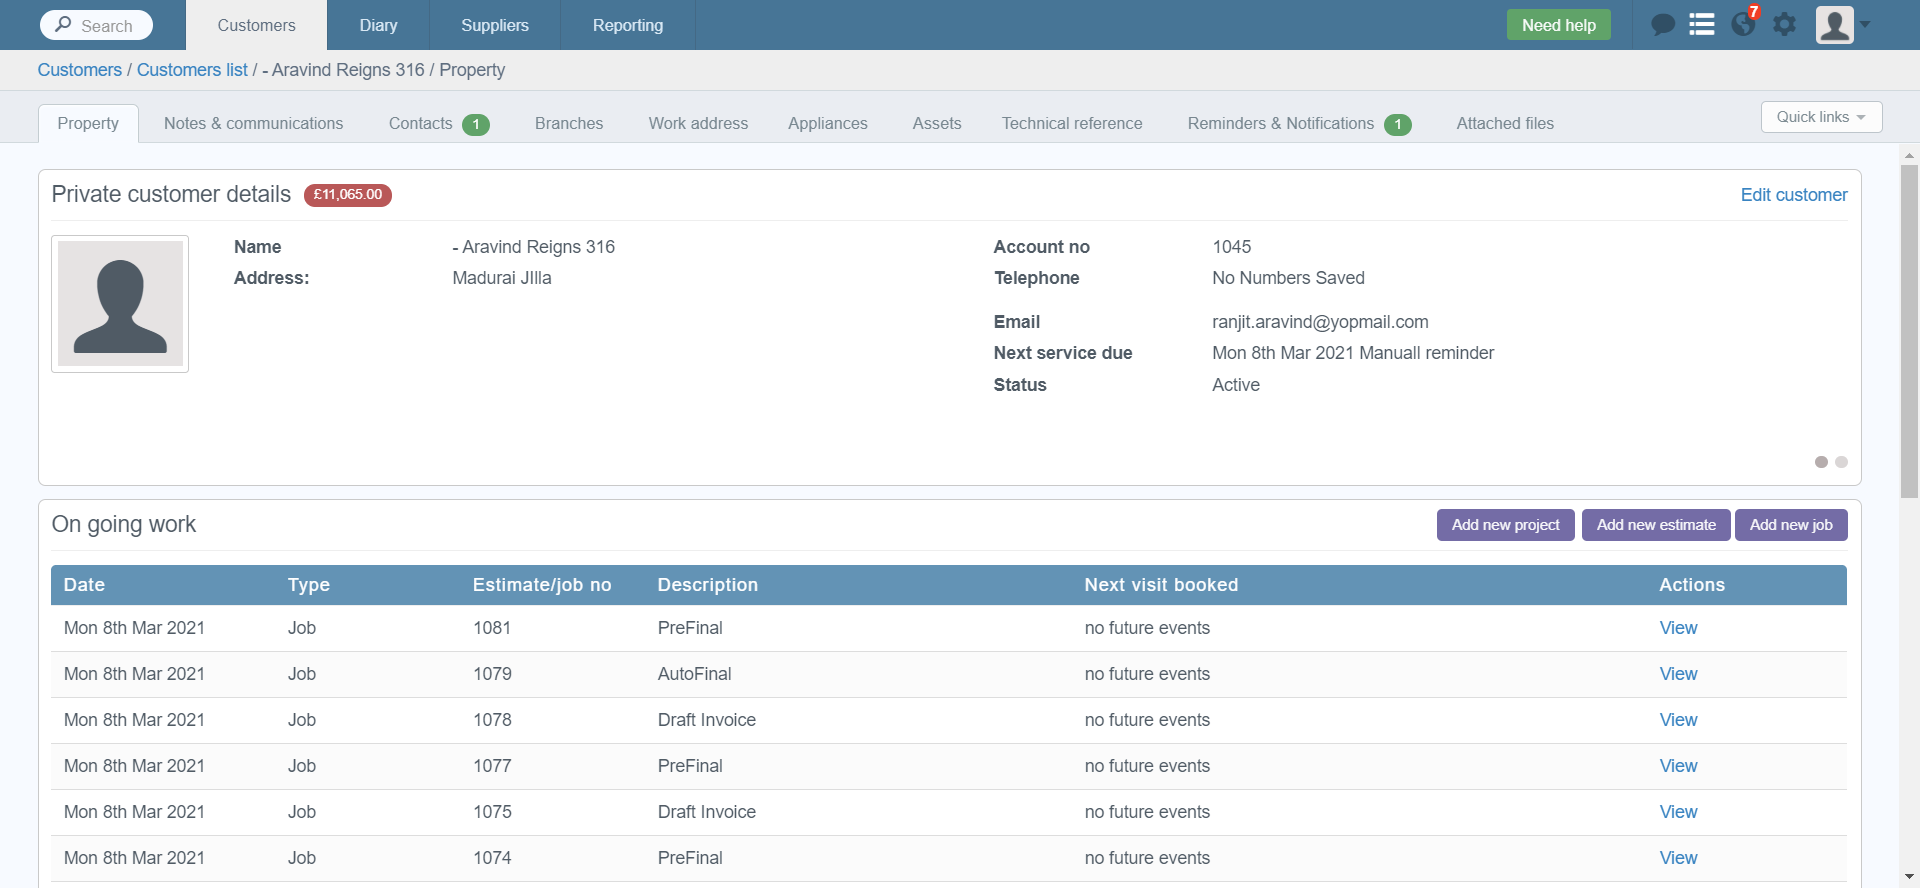 Search Customers Diary Suppliers Reporting Need help 7
Customers / Customers list / - Aravind Reigns 316 / Property
Property Notes & communications Contacts 1 Branches Work address Appliances Assets Technical reference Reminders & Notifications 1 Attached files Quick links
Private customer details £11,065.00 Edit customer
Name - Aravind Reigns 316 Account no 1045
Address: Madurai JIlla Telephone No Numbers Saved
Email ranjit.aravind@yopmail.com
Next service due Mon 8th Mar 2021 Manuall reminder
Status Active
On going work Add new project Add new estimate Add new job
Date Type Estimate/job no Description Next visit booked Actions
Mon 8th Mar 2021 Job 1081 PreFinal no future events View
Mon 8th Mar 2021 Job 1079 AutoFinal no future events View
Mon 8th Mar 2021 Job 1078 Draft Invoice no future events View
Mon 8th Mar 2021 Job 1077 PreFinal no future events View
Mon 8th Mar 2021 Job 1075 Draft Invoice no future events View
Mon 8th Mar 2021 Job 1074 PreFinal no future events View